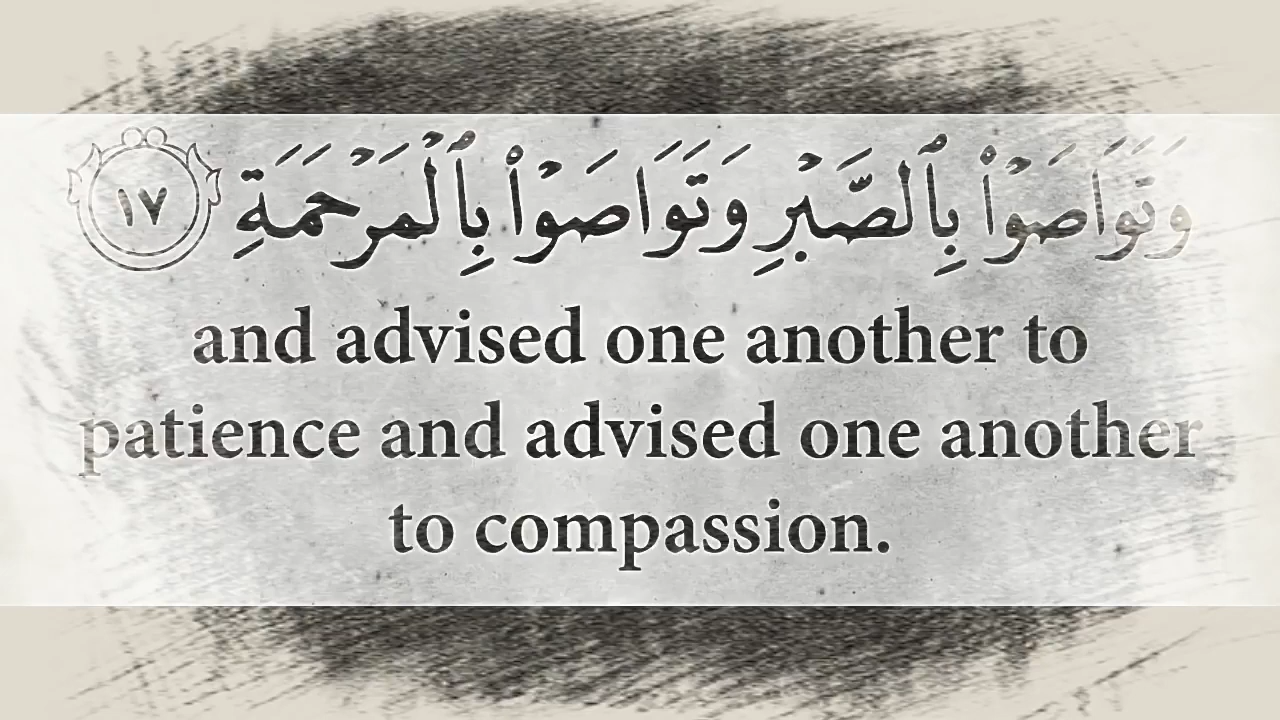 وَتَوَاصَوْا۟ بِٱلصَّبْرِ وَتَوَاصَوْا۟ بِٱلْمَرْحَمَةِ ١٧
and advised one another to
patience and advised one another
to compassion.